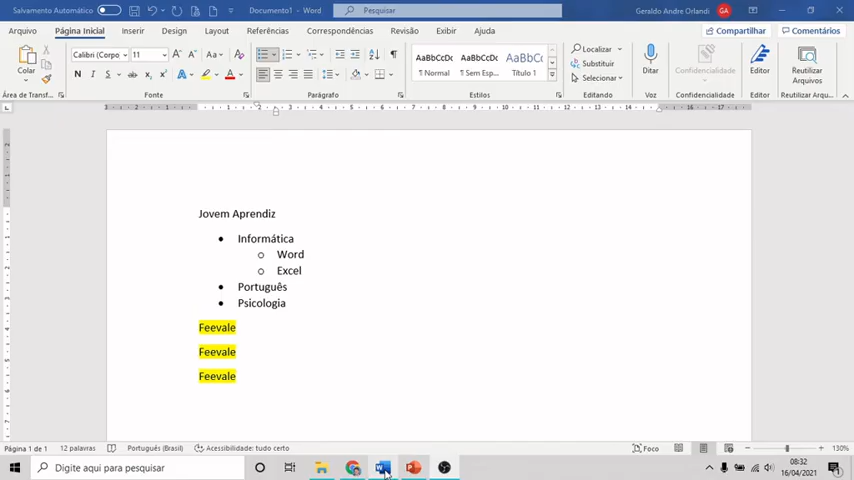 Salvamento Automático
Documento1 - Word
Pesquisar
Geraldo Andre Orlandi
GA
Arquivo
Página Inicial
Inserir
Design
Layout
Referências
Correspondências
Revisão
Exibir
Ajuda
Compartilhar
Comentários
Colar
Calibri (Corpo
11
N I S ab x₂ x²
AaBbCcDc
AaBbCcDc
AaBbCcD
¶ Normal
¶ Sem Esp...
Título 1
Localizar
Substituir
Selecionar
Ditar
Confidencialidade
Editor
Reutilizar
Arquivos
Área de Transf...
Fonte
Parágrafo
Estilos
Editando
Voz
Confidencialidade
Editor
Reutilizar Arqu...
Jovem Aprendiz
• Informática
o Word
o Excel
• Português
• Psicologia
Feevale
Feevale
Feevale
Página 1 de 1
12 palavras
Português (Brasil)
Acessibilidade: tudo certo
Foco
130%
Digite aqui para pesquisar
08:32
16/04/2021